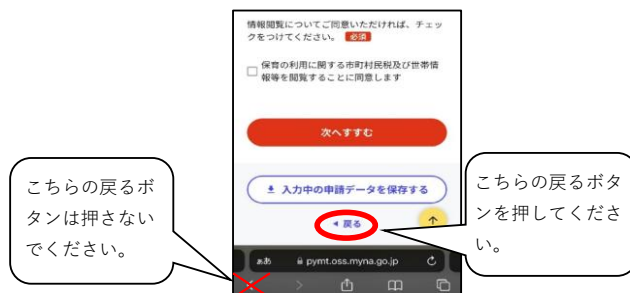 情報閲覧についてご同意いただければ、チェッ
クをつけてください。 必須
保育の利用に関する市町村民税及び世帯情
報等を閲覧することに同意します
次へすすむ
入力中の申請データを保存する
戻る
こちらの戻るボ
タンは押さない
でください。
こちらの戻るボタ
ンを押してくださ
い。
ぁあ pymt.oss.myna.go.jp